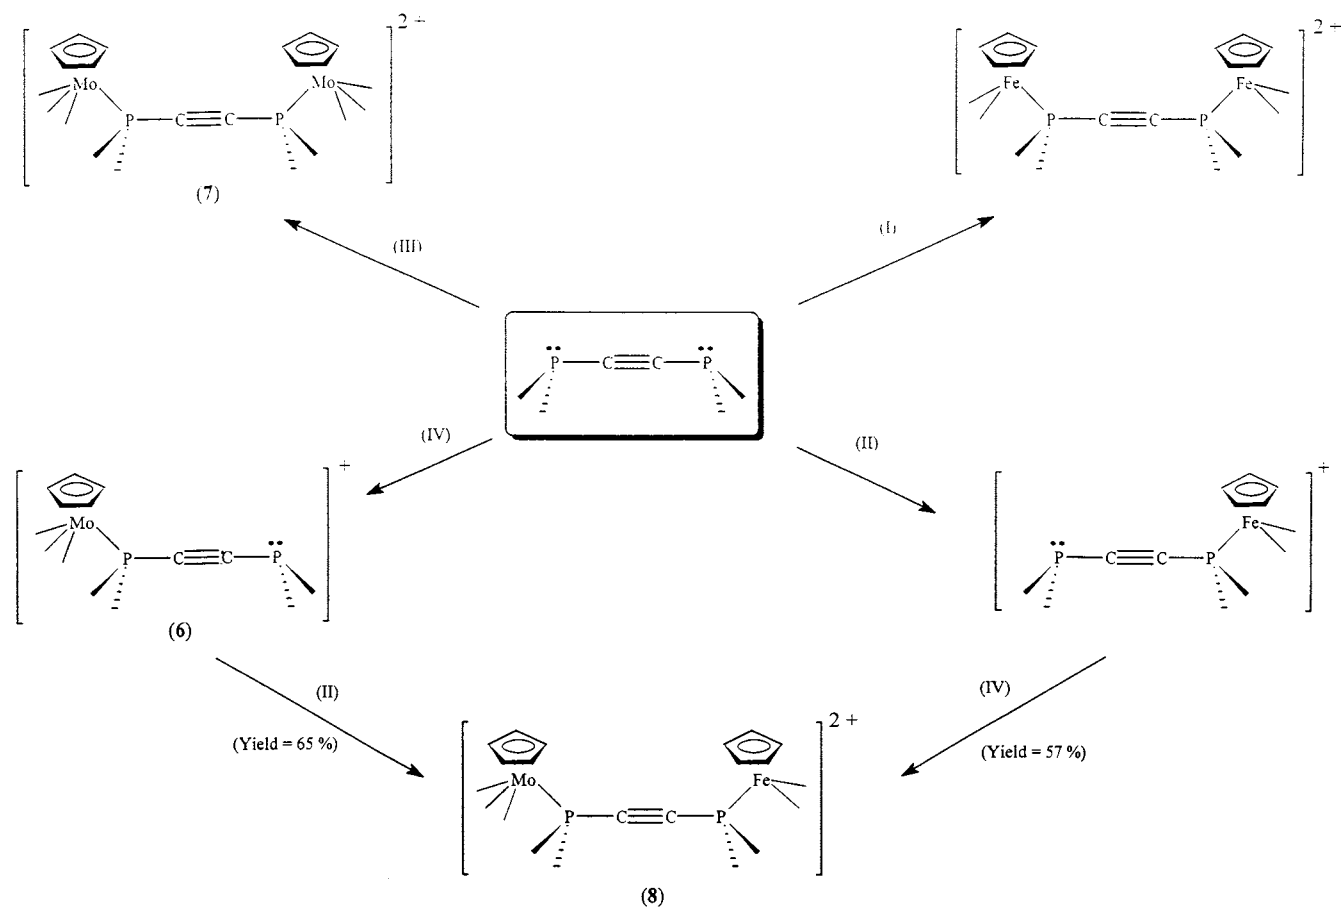 2 +
2 +
Mo
Mo
Fe
Fe
P
C
C
P
P
C
C
P
(7)
(III)
(I)
P
C
C
P
(IV)
(II)
+
+
Mo
Fe
P
C
C
P
P
C
C
P
(6)
(II)
(IV)
(Yield = 65 %)
(Yield = 57 %)
2 +
Mo
Fe
P
C
C
P
(8)